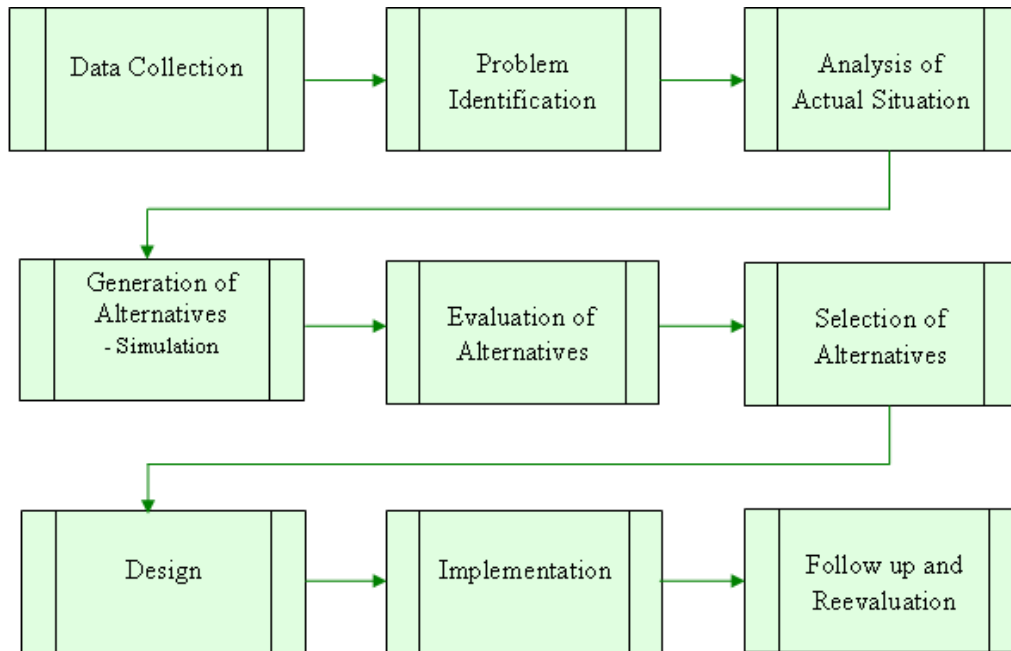 Data Collection
Problem
Identification
Analysis of
Actual Situation
Generation of
Alternatives
- Simulation
Evaluation of
Alternatives
Selection of
Alternatives
Design
Implementation
Follow up and
Reevaluation